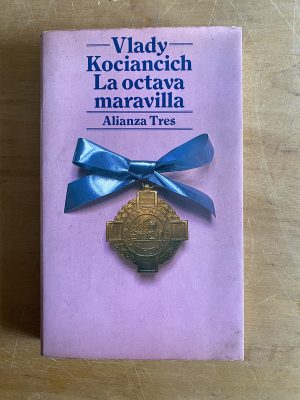 Vlady
Kociancich
La octava
maravilla
Alianza Tres